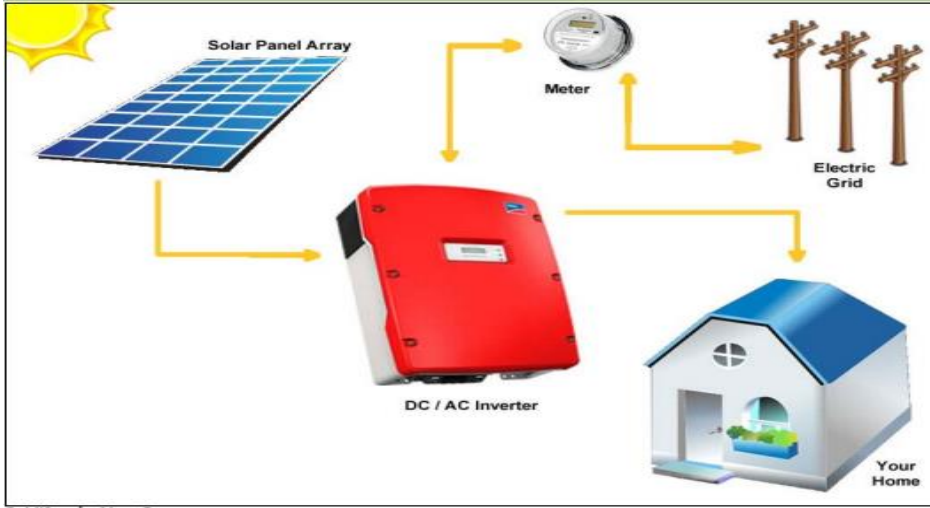 Solar Panel Array
Meter
Electric
Grid
DC / AC Inverter
Your
Home